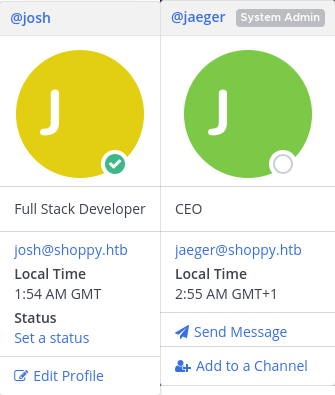 @josh
J
Full Stack Developer
josh@shoppy.htb
Local Time
1:54 AM GMT
Status
Set a status
Edit Profile
@jaeger System Admin
J
CEO
jaeger@shoppy.htb
Local Time
2:55 AM GMT+1
Send Message
Add to a Channel